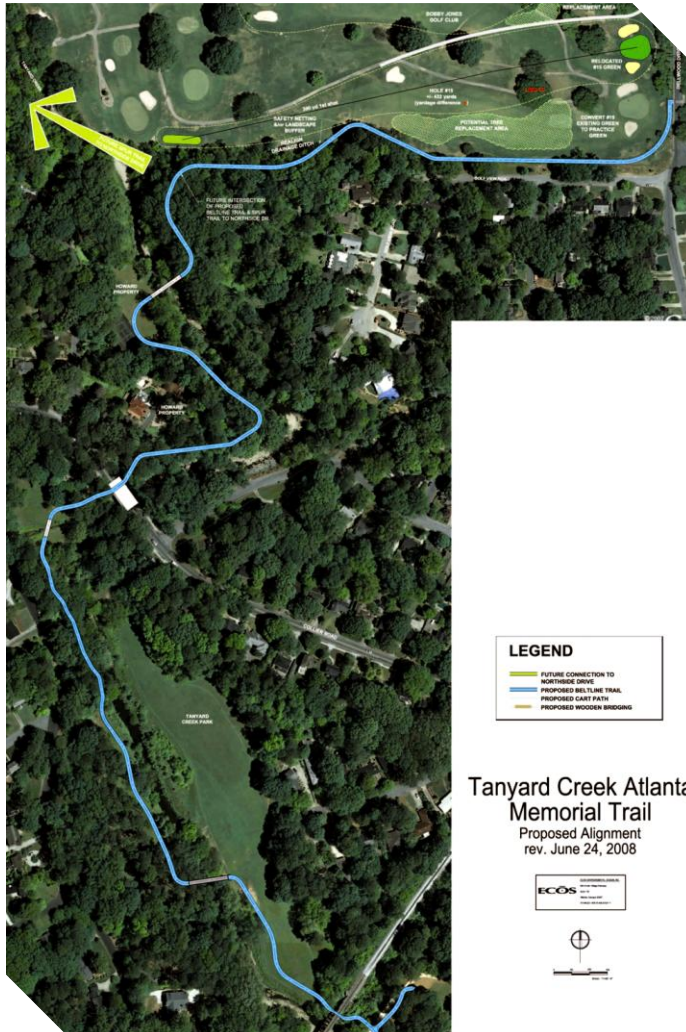 BOBBY JONES
GOLF CLUB
REPLACEMENT AREA
RELOCATED
#15 GREEN
HOLE #15
SAFETY NETTING
LANDSCAPE
BUFFER
DRAINAGE DITCH
POTENTIAL TREE
REPLACEMENT AREA
CONVERT #15
EXISTING GREEN
TO PRACTICE
GREEN
FUTURE INTERSECTION
OF PROPOSED
BELTLINE TRAIL & SPUR
TRAIL TO NORTHSIDE DR.
HOWARD
PROPERTY
HOWARD
PROPERTY
TANYARD
CREEK PARK
LEGEND
FUTURE CONNECTION TO
NORTHSIDE DRIVE
PROPOSED BELTLINE TRAIL
PROPOSED CART PATH
PROPOSED WOODEN BRIDGING
Tanyard Creek Atlanta
Memorial Trail
Proposed Alignment
rev. June 24, 2008
ECOS